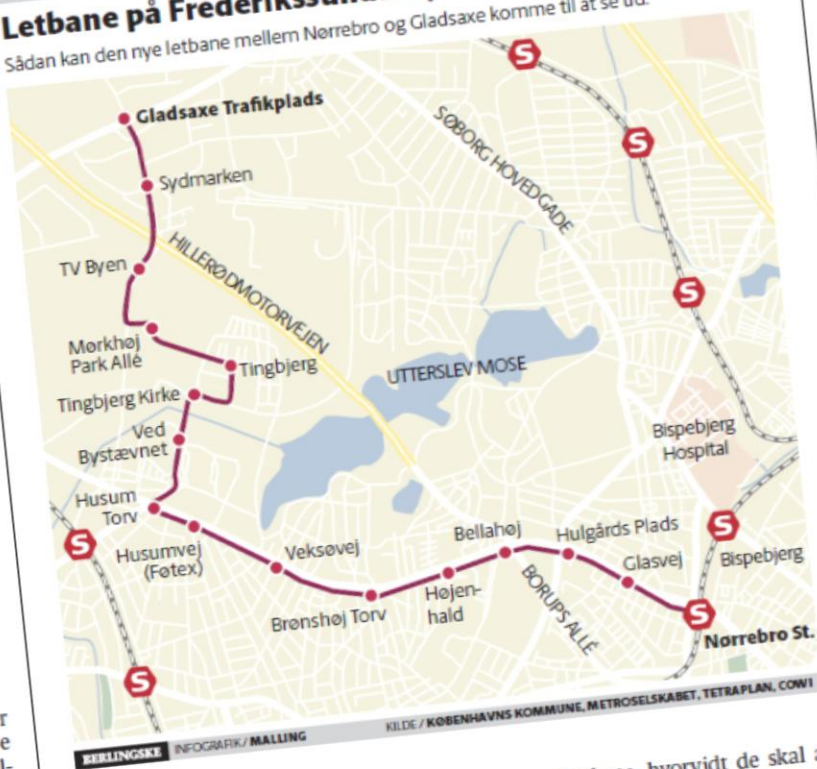 Letbane på
Sådan kan den nye letbane mellem Nørrebro og Gladsaxe komme til at se ud.
Gladsaxe Trafikplads
SØBORG HOVEDGADE
Sydmarken
TV Byen
HILLERØDMOTORVEJEN
Mørkhøj
Park Allé
Tingbjerg
UTTERSLEV MOSE
Tingbjerg Kirke
Ved
Bystævnet
Bispebjerg
Hospital
Husum
Torv
Husumvej
(Føtex)
Veksøvej
Bellahøj
Hulgårds Plads
Glasvej
Bispebjerg
Brønshøj Torv
Højen-
hald
BORUPS ALLÉ
Nørrebro St.
S
S
S
S
S
S
S
BERLINGSKE INFOGRAFIK/ MALLING KILDE / KØBENHAVNS KOMMUNE, METROSELSKABET, TETRAPLAN, COWI
r
e
hvorvidt de skal